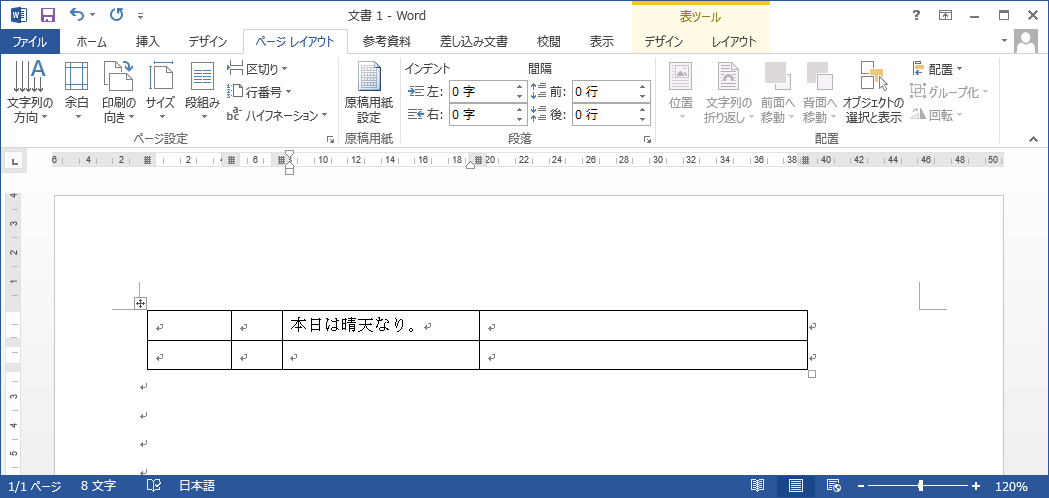 文書 1 - Word
表ツール
ファイル ホーム 挿入 デザイン ページ レイアウト 参考資料 差し込み文書 校閲 表示 デザイン レイアウト
文字列の方向
余白
印刷の向き
サイズ
段組み
区切り
行番号
ハイフネーション
ページ設定
原稿用紙設定
原稿用紙
インデント 間隔
左: 0 字 前: 0 行
右: 0 字 後: 0 行
段落
位置
文字列の折り返し
前面へ移動
背面へ移動
オブジェクトの選択と表示
配置
グループ化
回転
配置
6 4 2 2 4 8 10 12 14 16 18 20 22 24 26 28 30 32 34 36 38 40 42 44 46 48 50
4
3
2
1
本日は晴天なり。
3
4
5
1/1 ページ 8 文字 日本語 120%